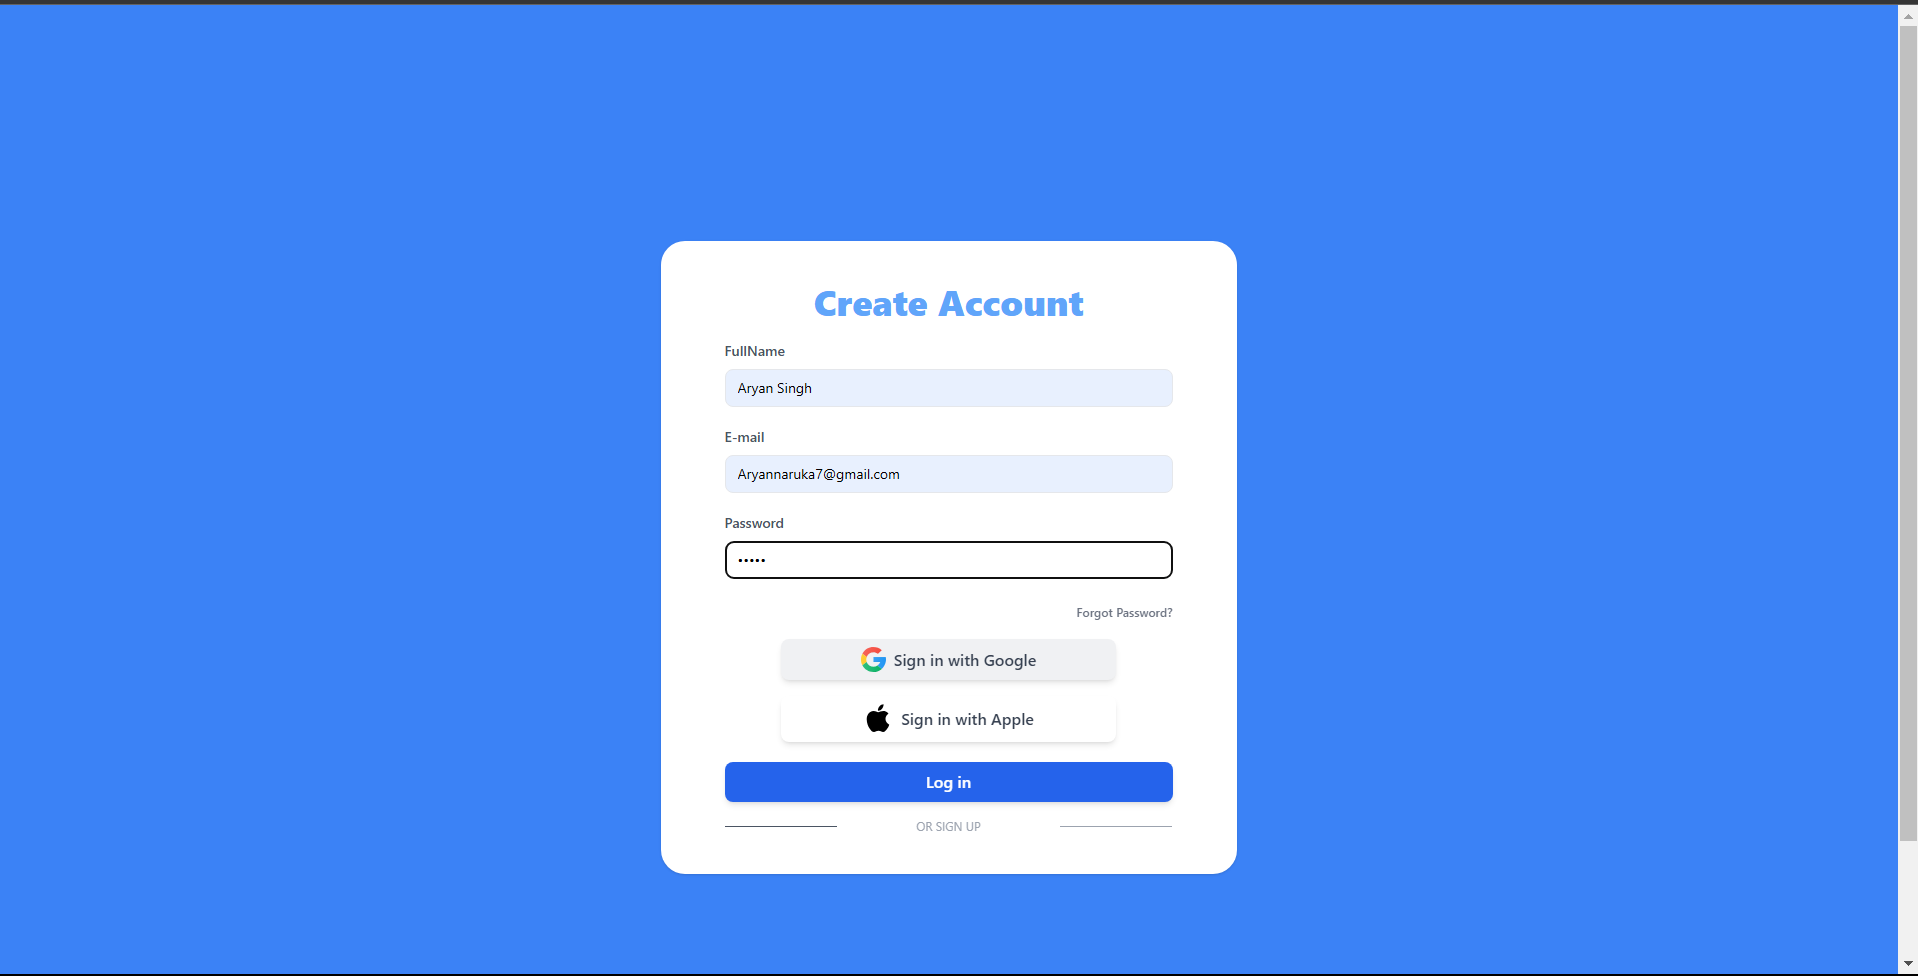 Create Account
FullName
Aryan Singh
E-mail
Aryannaruka7@gmail.com
Password
•••••
Forgot Password?
Sign in with Google
Sign in with Apple
Log in
OR SIGN UP